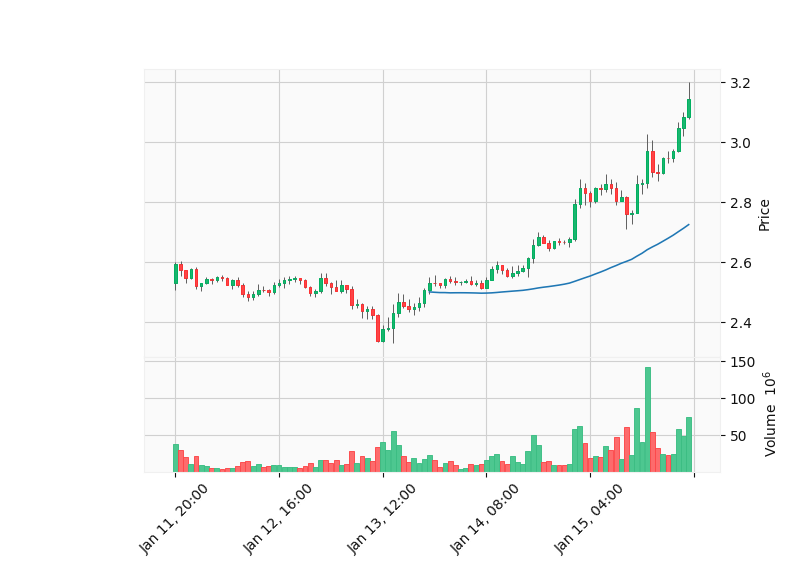 3.2
3.0
2.8
2.6
2.4
Price
150
100
50
Volume 10^6
Jan 11, 20:00
Jan 12, 16:00
Jan 13, 12:00
Jan 14, 08:00
Jan 15, 04:00